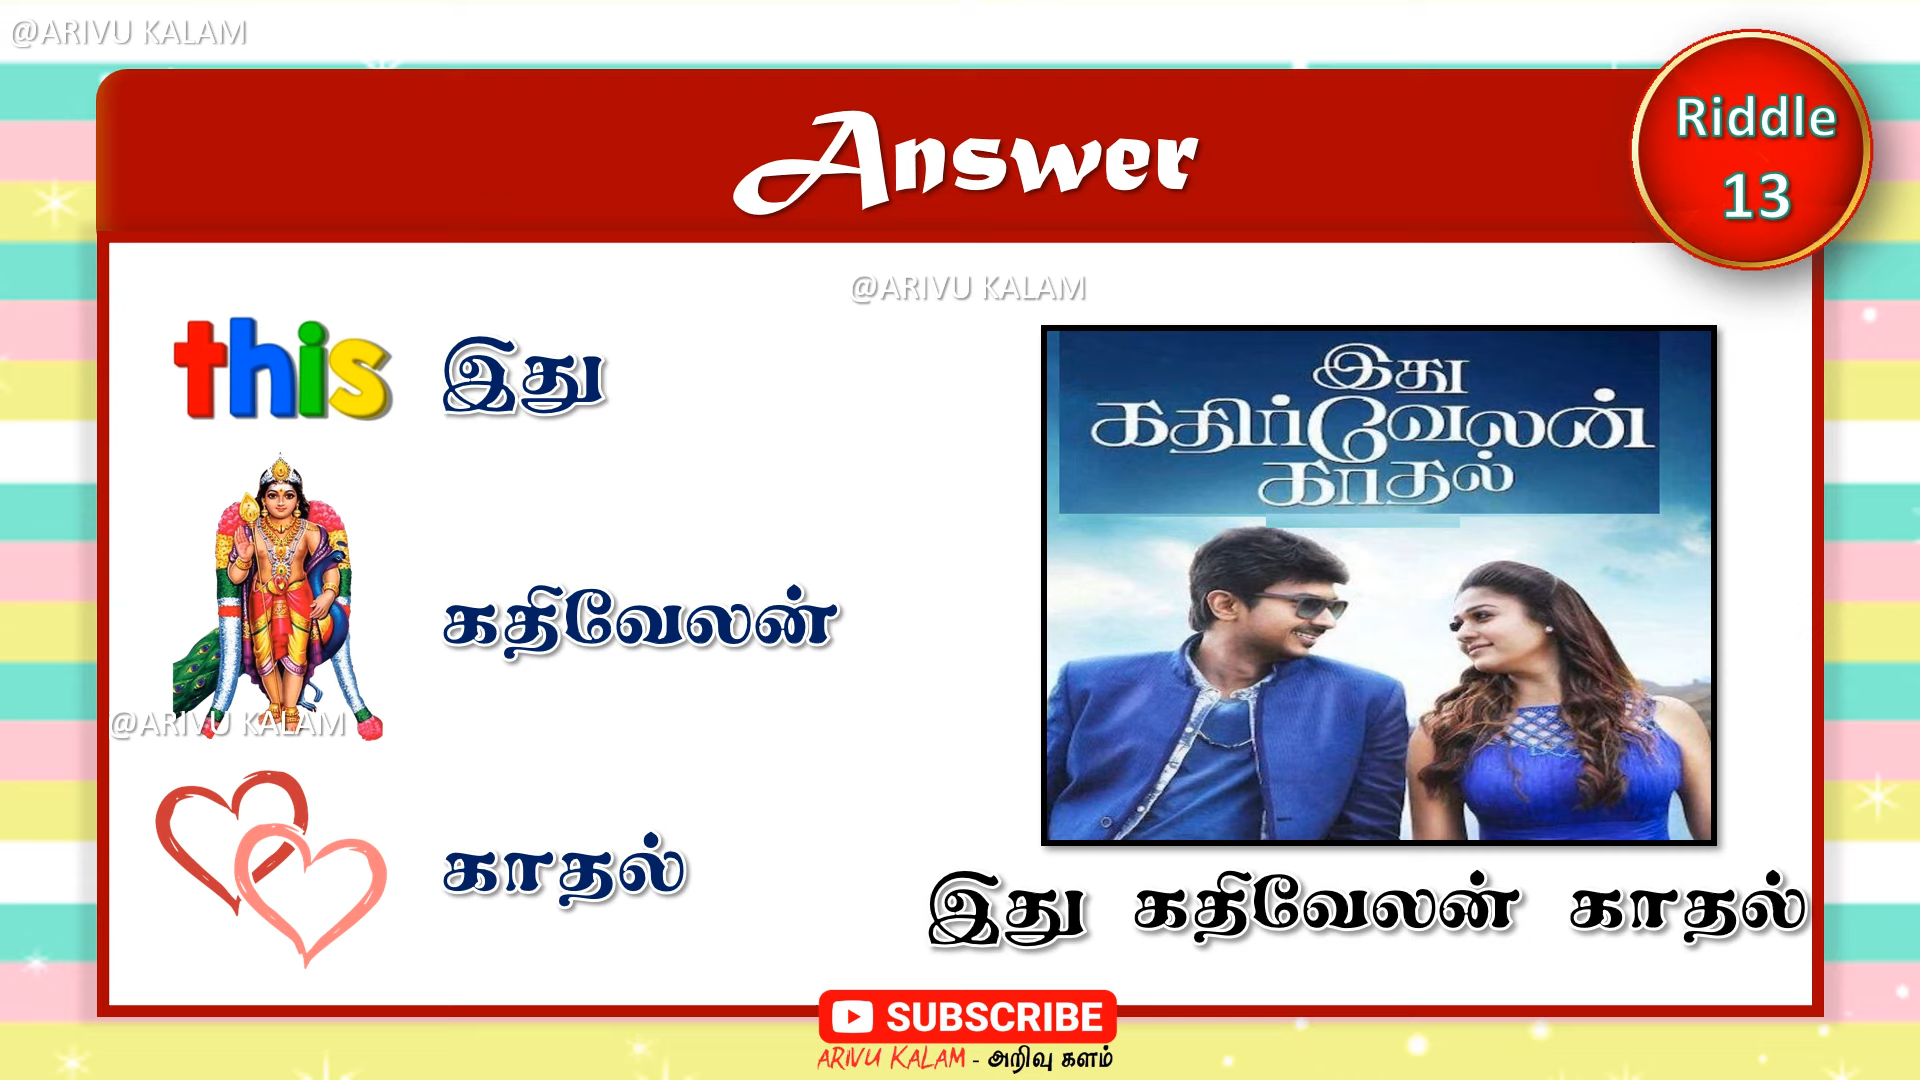 @ARIVU KALAM
Answer
Riddle
13
@ARIVU KALAM
this இது
கதிவேலன்
@ARIVU KALAM
காதல்
இது
கதிர்வேலன்
காதல்
இது கதிவேலன் காதல்
SUBSCRIBE
ARIVU KALAM - அறிவு களம்